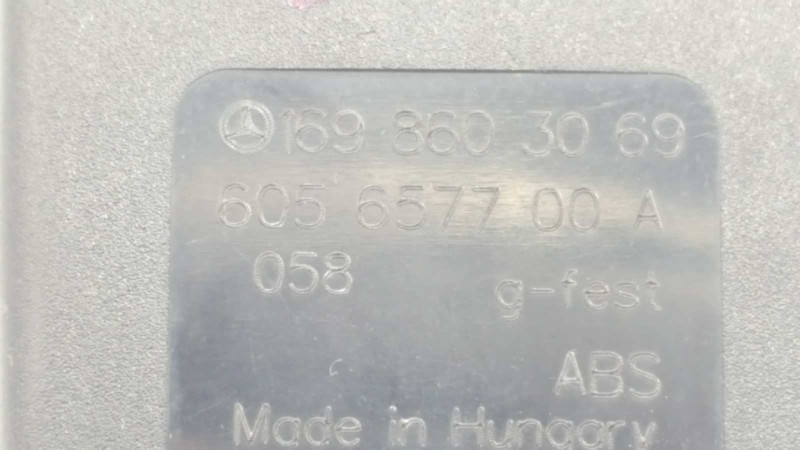 169 860 30 69
605 6577 00 A
058
g-fest
ABS
Made in Hungary